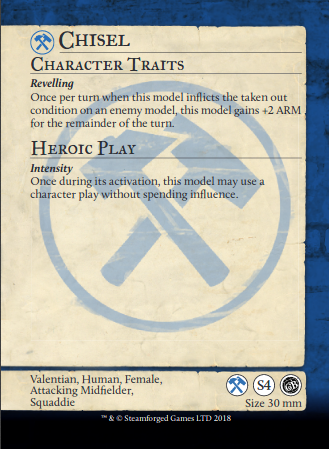 CHISEL
CHARACTER TRAITS
Revelling
Once per turn when this model inflicts the taken out
condition on an enemy model, this model gains +2 ARM
for the remainder of the turn.
HEROIC PLAY
Intensity
Once during its activation, this model may use a
character play without spending influence.
Valentian, Human, Female,
Attacking Midfielder,
Squaddie
S4
Size 30 mm
™ & © Steamforged Games LTD 2018